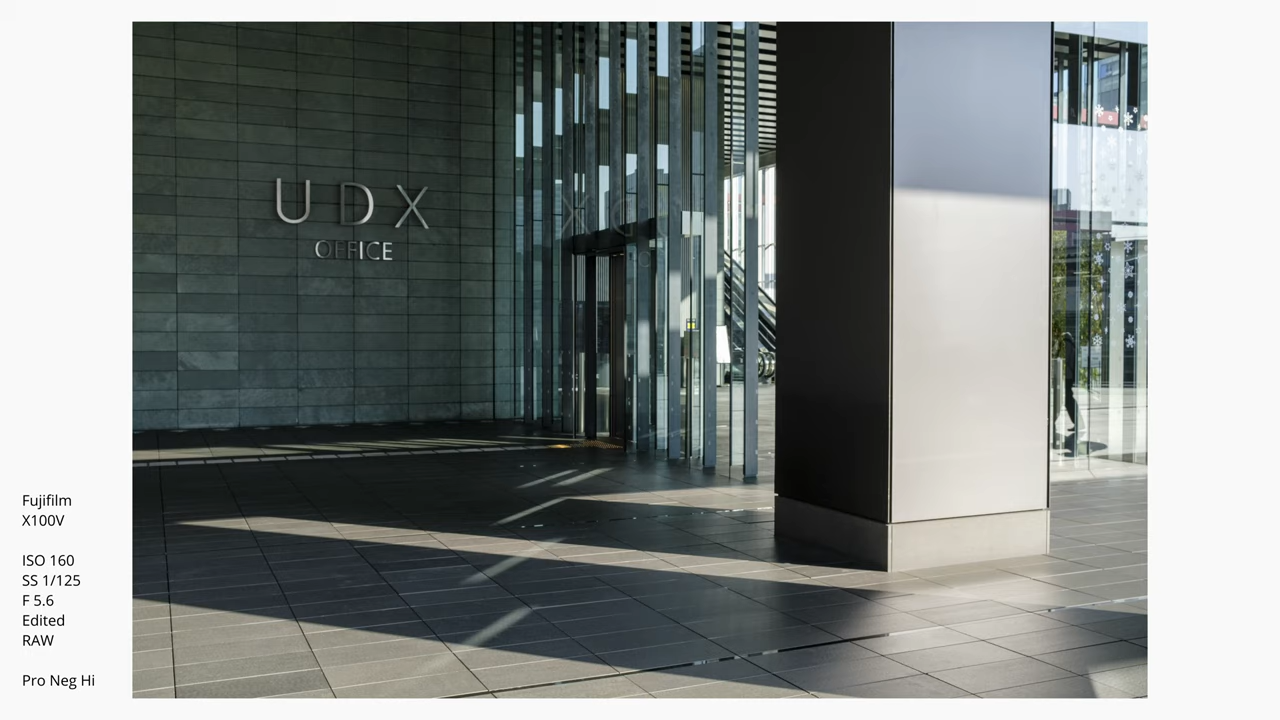 UDX
OFFICE
Fujifilm
X100V
ISO 160
SS 1/125
F 5.6
Edited
RAW
Pro Neg Hi